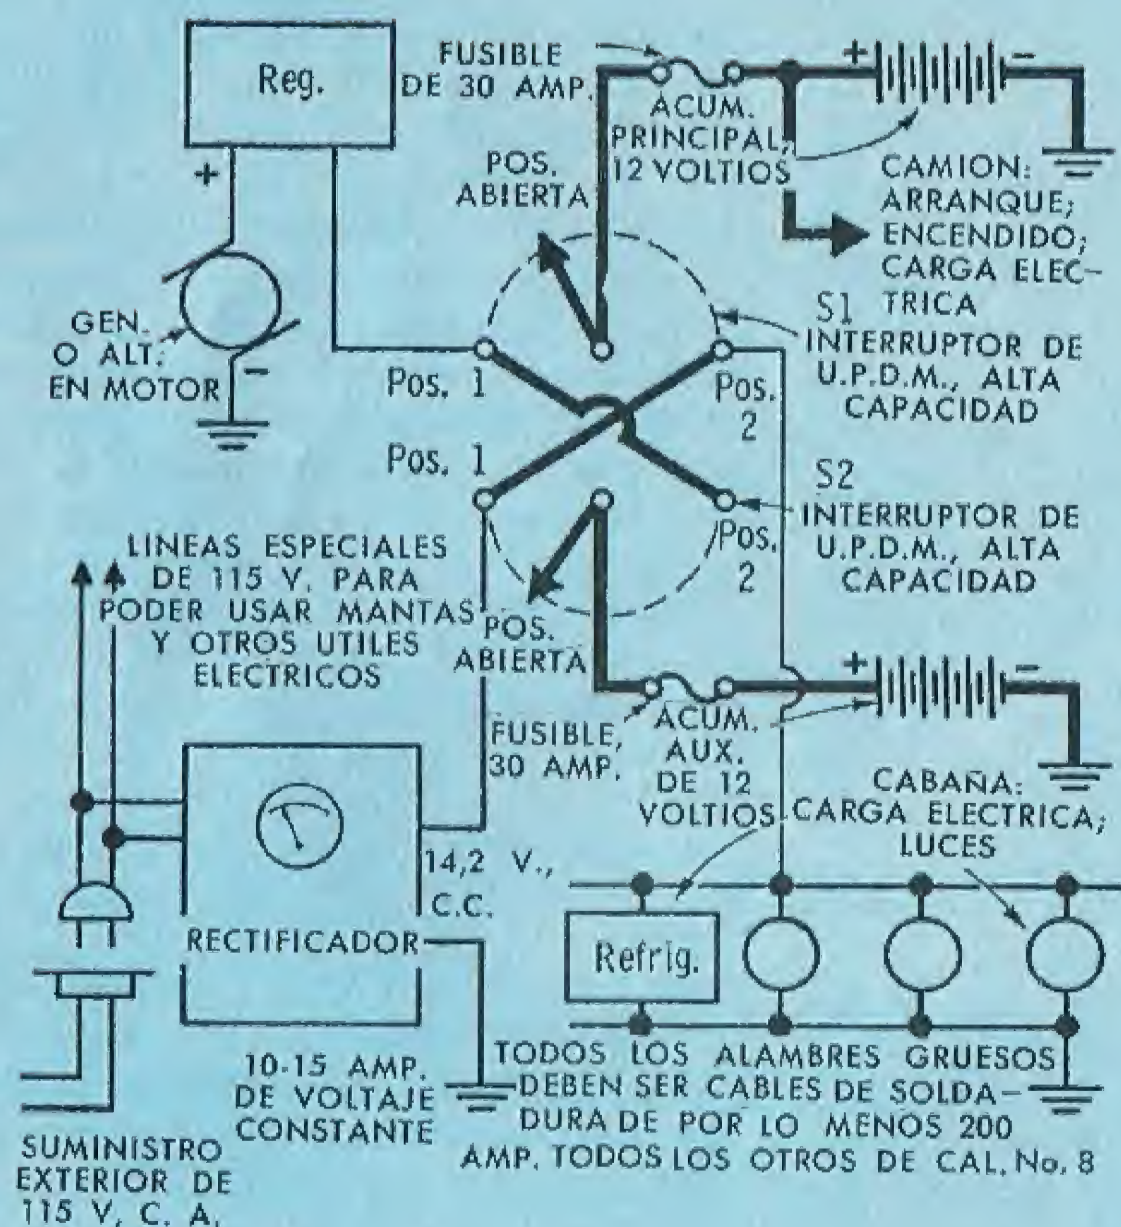 Reg.
FUSIBLE
DE 30 AMP.
ACUM.
PRINCIPAL,
12 VOLTIOS
+
−
+
POS.
ABIERTA
CAMION:
ARRANQUE;
ENCENDIDO;
CARGA ELEC-
TRICA
GEN.
O ALT.
EN MOTOR
−
S1
INTERRUPTOR DE
U.P.D.M., ALTA
CAPACIDAD
Pos. 1
Pos.
2
Pos. 1
S2
INTERRUPTOR DE
U.P.D.M., ALTA
CAPACIDAD
Pos.
2
LINEAS ESPECIALES
DE 115 V. PARA
PODER USAR MANTAS
Y OTROS UTILES
ELECTRICOS
POS.
ABIERTA
+
−
FUSIBLE,
30 AMP.
ACUM.
AUX.
DE 12
VOLTIOS
CABAÑA:
CARGA ELECTRICA;
LUCES
14,2 V.,
C.C.
RECTIFICADOR
Refrig.
10-15 AMP.
DE VOLTAJE
CONSTANTE
TODOS LOS ALAMBRES GRUESOS
DEBEN SER CABLES DE SOLDA-
DURA DE POR LO MENOS 200
AMP. TODOS LOS OTROS DE CAL. No. 8
SUMINISTRO
EXTERIOR DE
115 V. C. A.